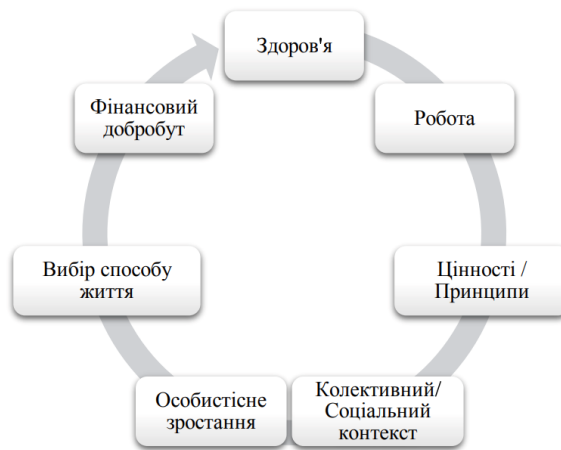 Здоров'я
Робота
Цінності /
Принципи
Колективний/
Соціальний
контекст
Особистісне
зростання
Вибір способу
життя
Фінансовий
добробут